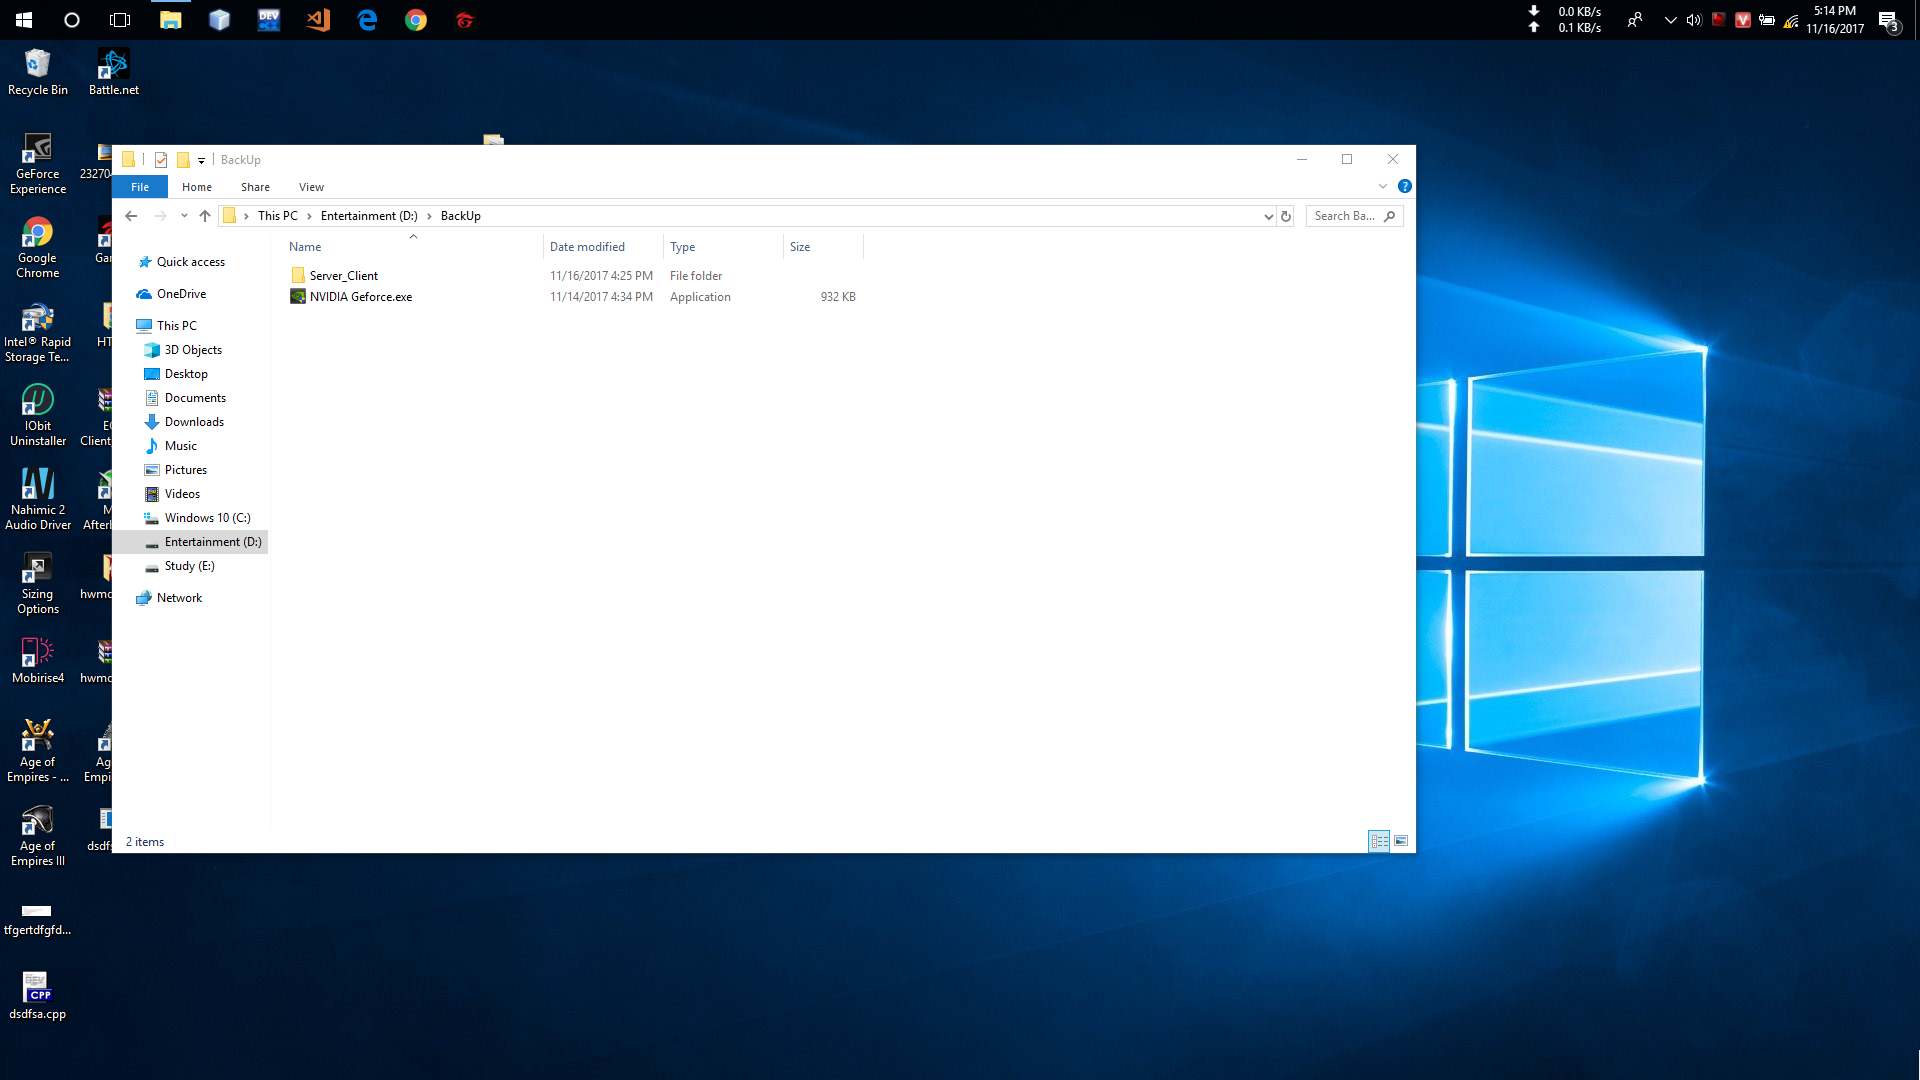 0.0 KB/s
0.1 KB/s
5:14 PM
11/16/2017
3
DEV
Recycle Bin
Battle.net
GeForce
Experience
23270
Google
Chrome
Gar
Intel® Rapid
Storage Te...
HT
IObit
Uninstaller
Client
Nahimic 2
Audio Driver
After
Sizing
Options
hwmo
Mobirise4
hwmo
Age of
Empires - ...
Ag
Empi
Age of
Empires III
dsdf
tfgertdfgfd...
CPP
dsdfsa.cpp
BackUp
File
Home
Share
View
This PC
Entertainment (D:)
BackUp
Search Ba...
Name
Date modified
Type
Size
Server_Client
11/16/2017 4:25 PM
File folder
NVIDIA Geforce.exe
11/14/2017 4:34 PM
Application
932 KB
Quick access
OneDrive
This PC
3D Objects
Desktop
Documents
Downloads
Music
Pictures
Videos
Windows 10 (C:)
Entertainment (D:)
Study (E:)
Network
2 items